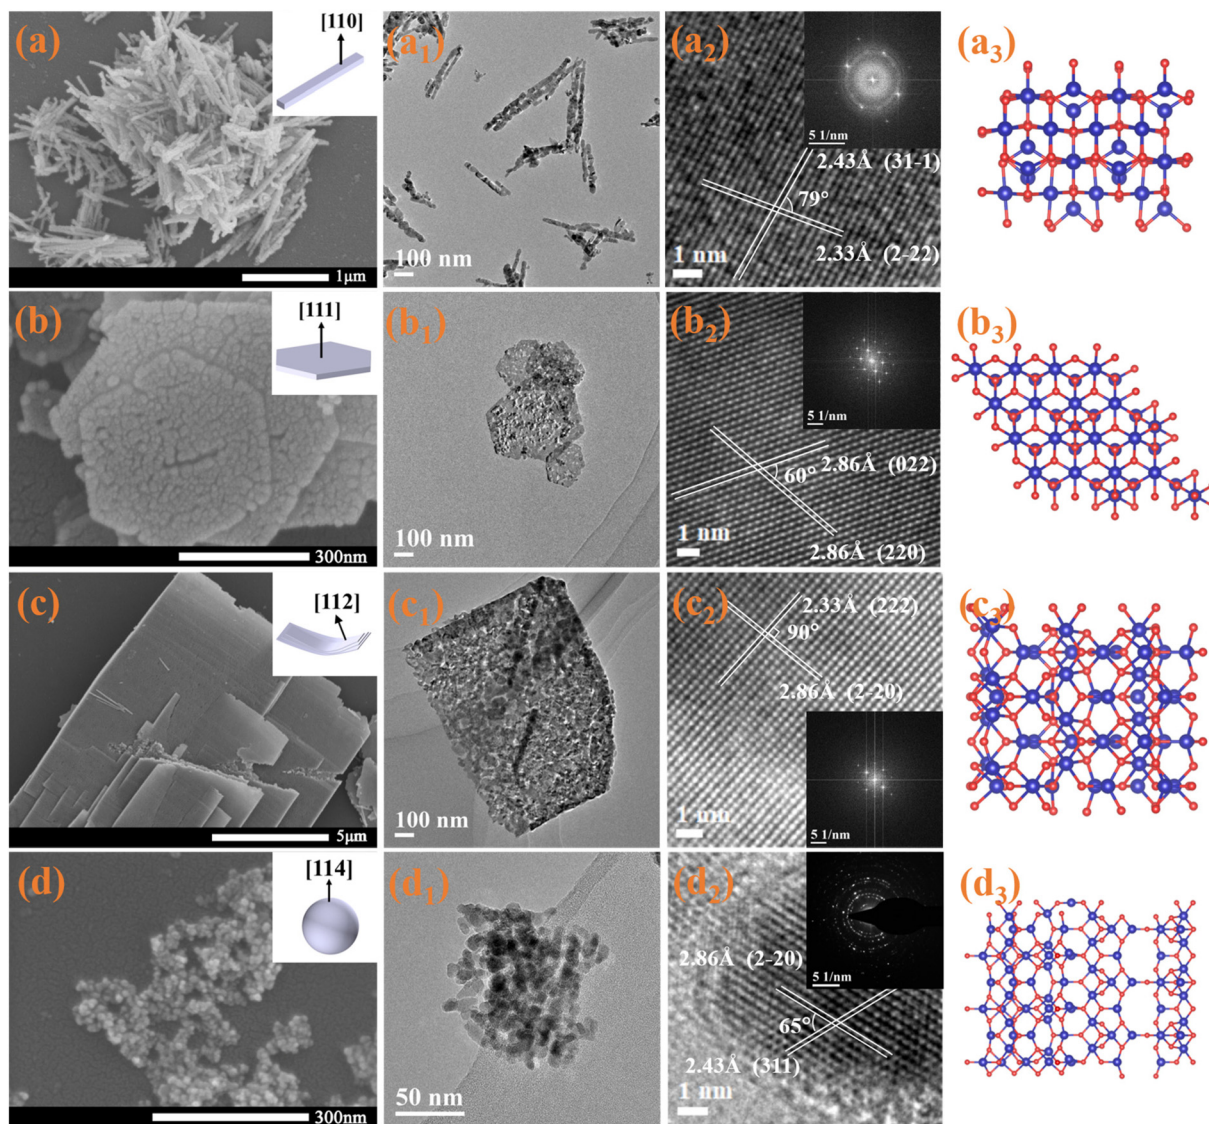 (a)
[110]
1μm
(a1)
100 nm
(a2)
5 1/nm
2.43Å (31-1)
79°
2.33Å (2-22)
1 nm
(a3)
(b)
[111]
300nm
(b1)
100 nm
(b2)
5 1/nm
2.86Å (022)
60°
1 nm
2.86Å (220)
(b3)
(c)
[112]
5μm
(c1)
100 nm
(c2)
2.33Å (222)
90°
2.86Å (2-20)
1 nm
5 1/nm
(c3)
(d)
[114]
300nm
(d1)
50 nm
(d2)
5 1/nm
2.86Å (2-20)
65°
2.43Å (311)
1 nm
(d3)